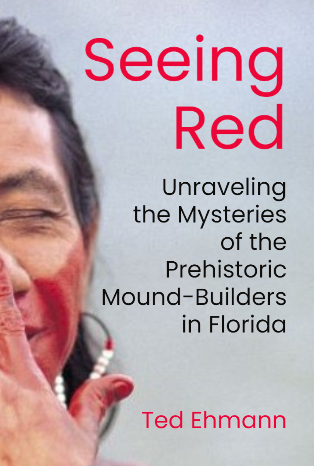 Seeing
Red
Unraveling
the Mysteries
of the
Prehistoric
Mound-Builders
in Florida
Ted Ehmann